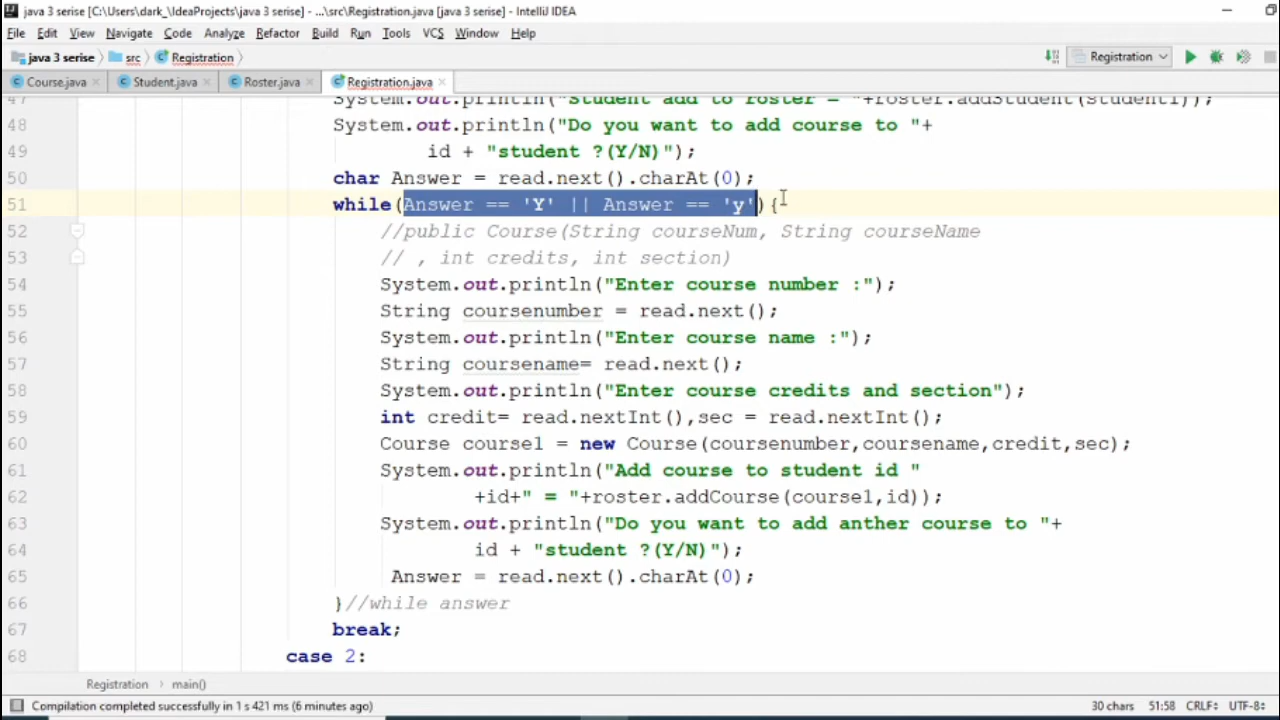 java 3 serise [C:\Users\dark_\IdeaProjects\java 3 serise] - ...\src\Registration.java [java 3 serise] - IntelliJ IDEA
File Edit View Navigate Code Analyze Refactor Build Run Tools VCS Window Help
java 3 serise src Registration Registration
Course.java Student.java Roster.java Registration.java
47 System.out.println("Student add to roster = "+roster.addStudent(student1));
48 System.out.println("Do you want to add course to "+
49 id + "student ?(Y/N)");
50 char Answer = read.next().charAt(0);
51 while(Answer == 'Y' || Answer == 'y'){
52 //public Course(String courseNum, String courseName
53 // , int credits, int section)
54 System.out.println("Enter course number :");
55 String coursenumber = read.next();
56 System.out.println("Enter course name :");
57 String coursename= read.next();
58 System.out.println("Enter course credits and section");
59 int credit= read.nextInt(),sec = read.nextInt();
60 Course course1 = new Course(coursenumber,coursename,credit,sec);
61 System.out.println("Add course to student id "
62 +id+" = "+roster.addCourse(course1,id));
63 System.out.println("Do you want to add anther course to "+
64 id + "student ?(Y/N)");
65 Answer = read.next().charAt(0);
66 }//while answer
67 break;
68 case 2:
Registration main()
Compilation completed successfully in 1 s 421 ms (6 minutes ago) 30 chars 51:58 CRLF UTF-8